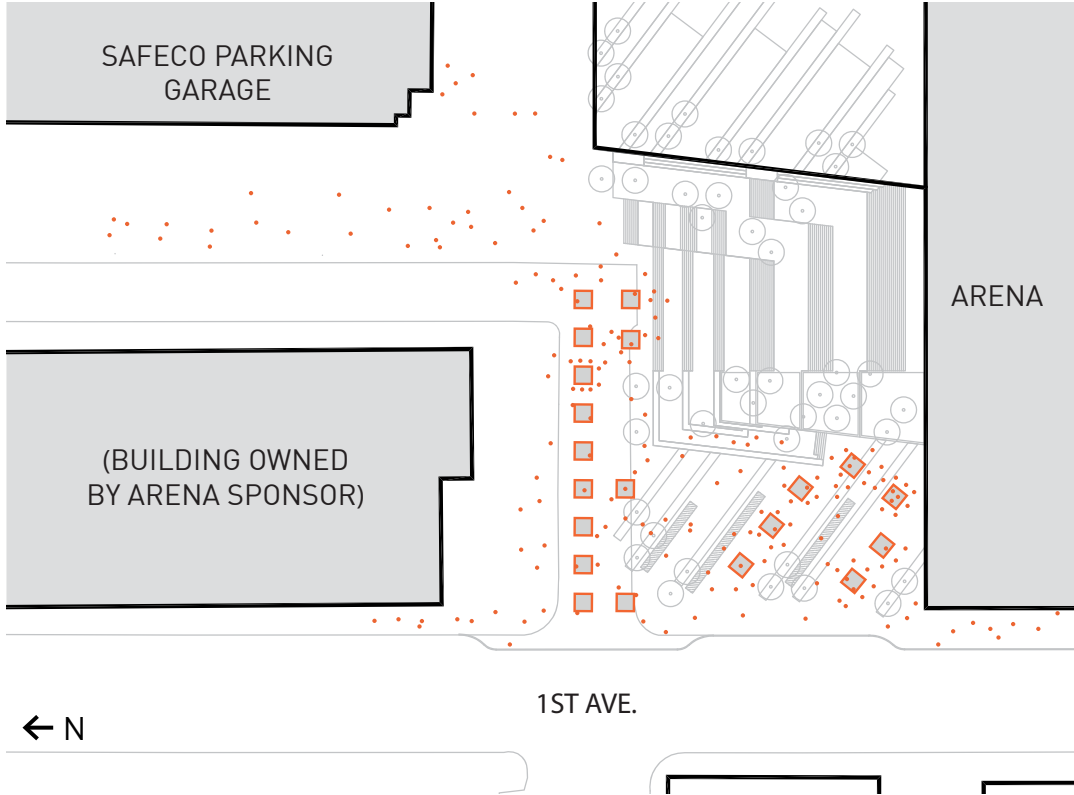 SAFECO PARKING
GARAGE
ARENA
(BUILDING OWNED
BY ARENA SPONSOR)
1ST AVE.
N